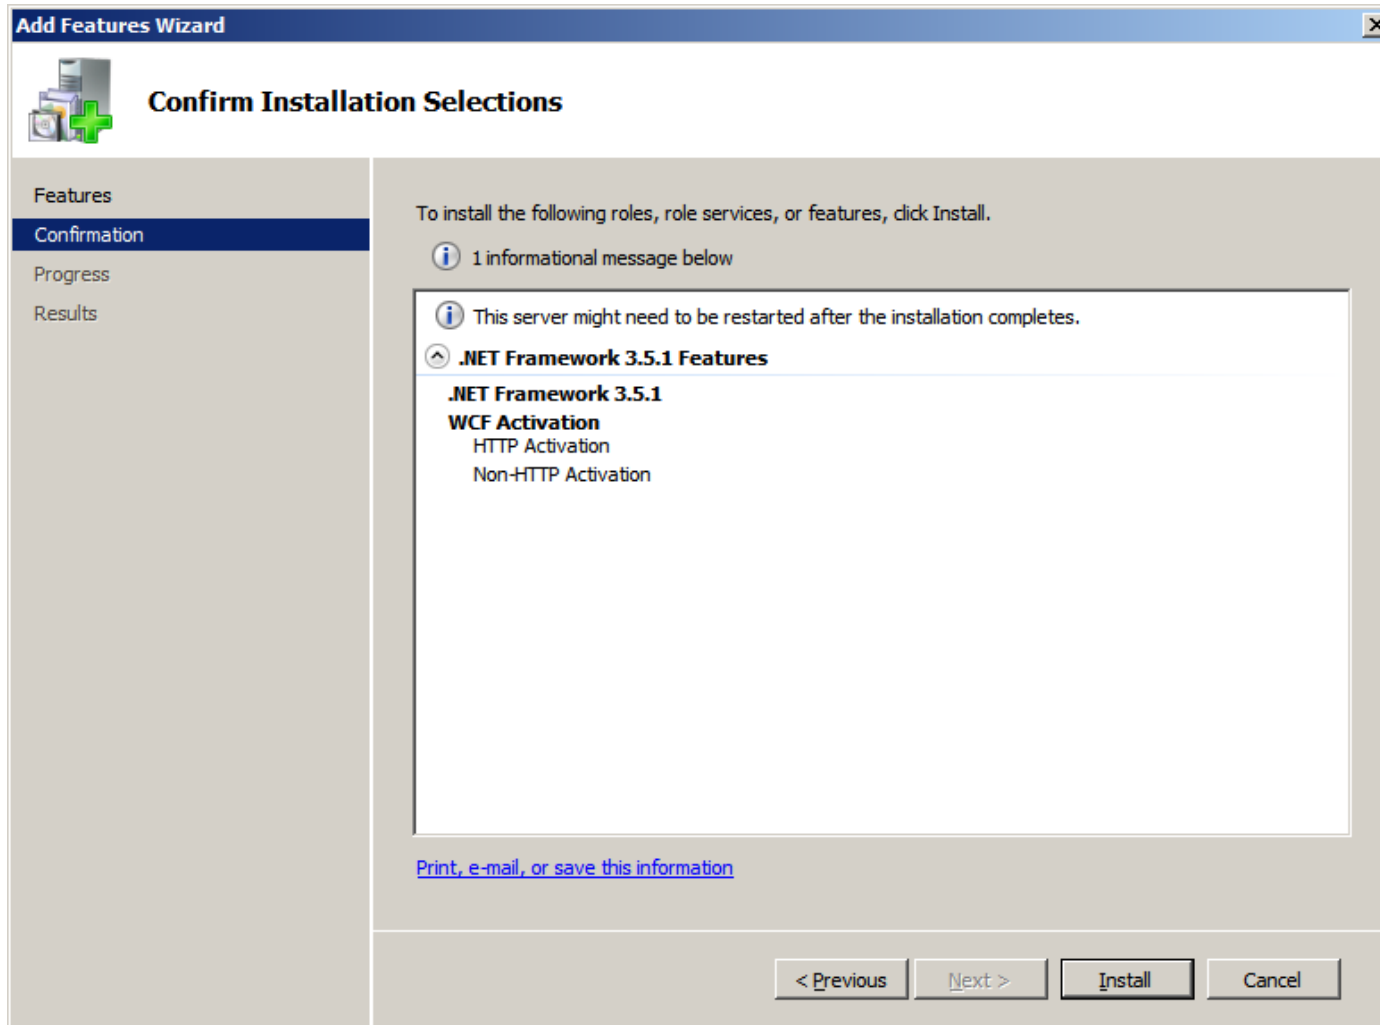 Add Features Wizard
Confirm Installation Selections
Features
Confirmation
Progress
Results
To install the following roles, role services, or features, click Install.
1 informational message below
This server might need to be restarted after the installation completes.
.NET Framework 3.5.1 Features
.NET Framework 3.5.1
WCF Activation
HTTP Activation
Non-HTTP Activation
Print, e-mail, or save this information
< Previous Next > Install Cancel